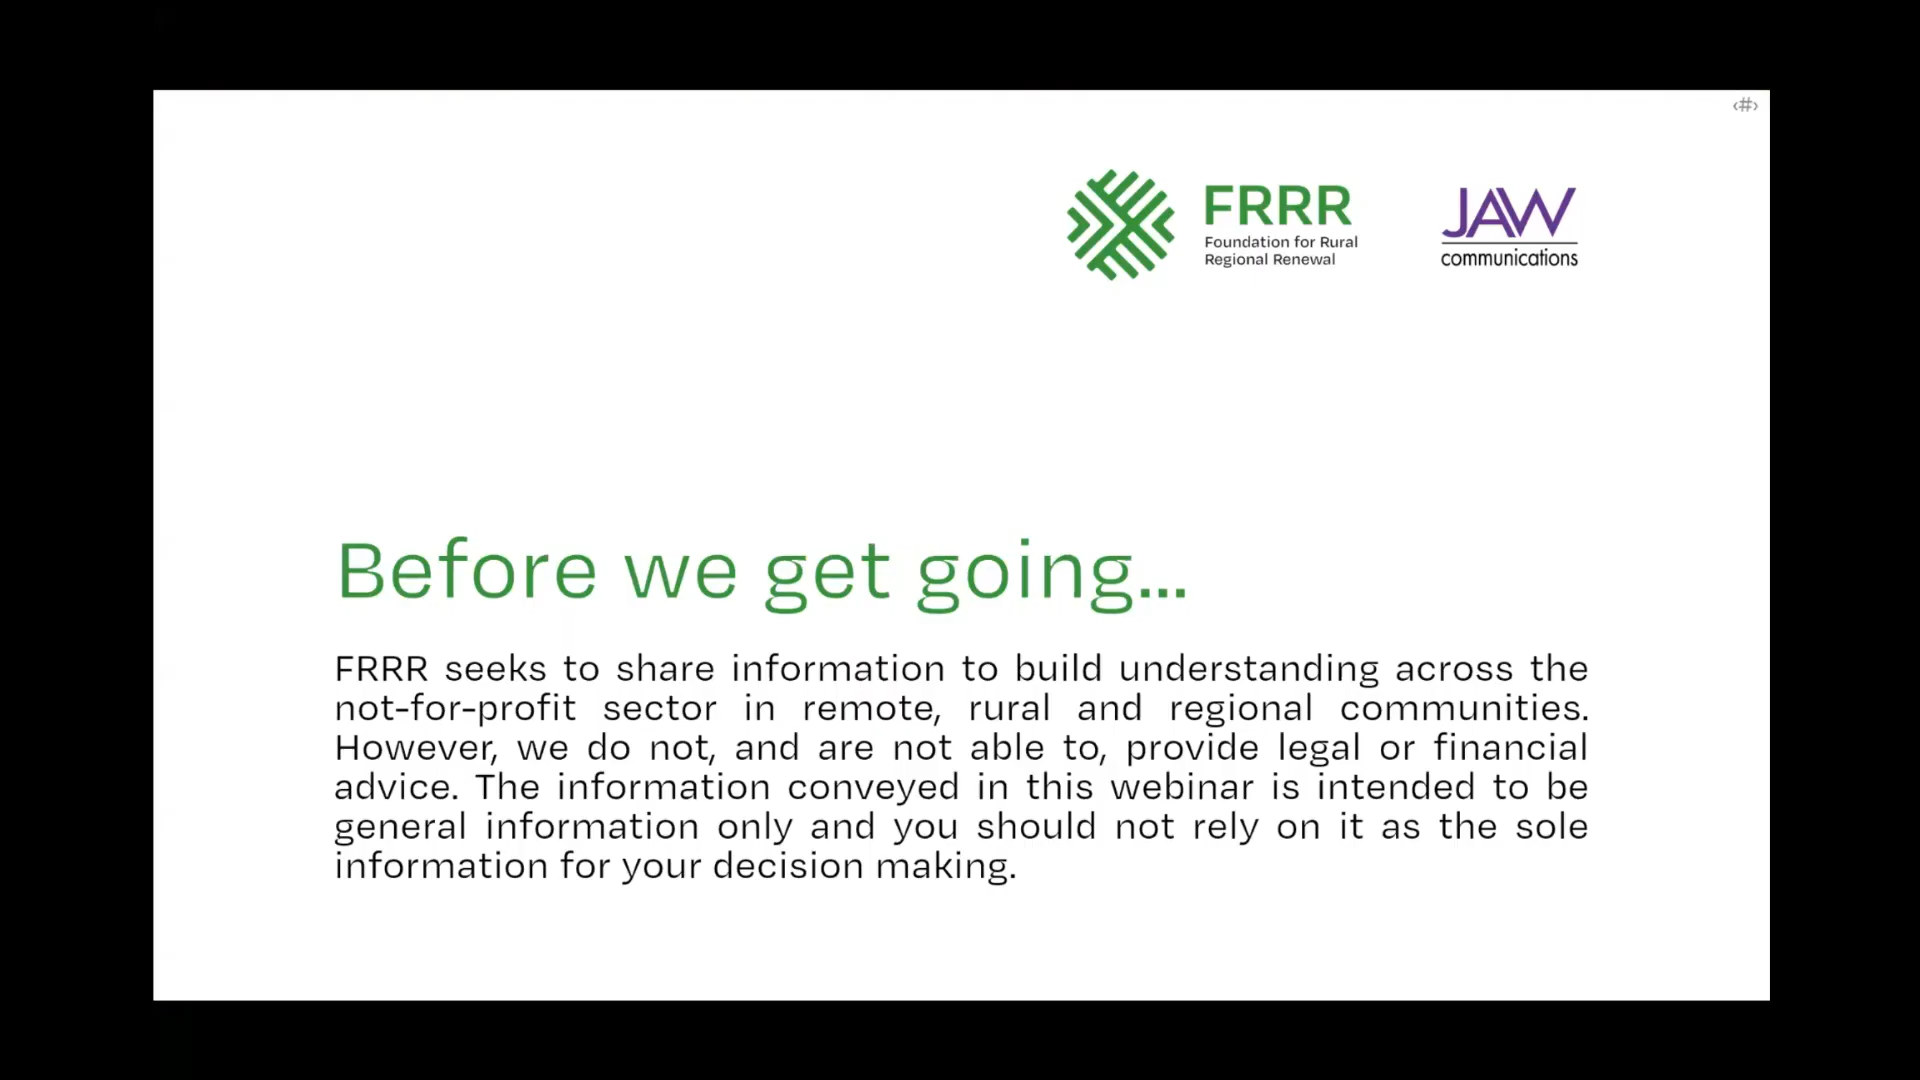 ‹#›
FRRR
Foundation for Rural
Regional Renewal
JAW
communications
Before we get going...
FRRR seeks to share information to build understanding across the
not-for-profit sector in remote, rural and regional communities.
However, we do not, and are not able to, provide legal or financial
advice. The information conveyed in this webinar is intended to be
general information only and you should not rely on it as the sole
information for your decision making.